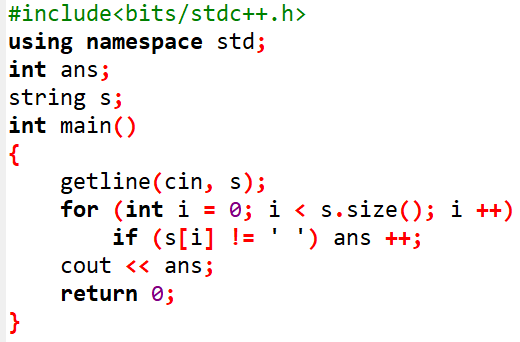 #include<bits/stdc++.h>
using namespace std;
int ans;
string s;
int main()
{
    getline(cin, s);
    for (int i = 0; i < s.size(); i ++)
        if (s[i] != ' ') ans ++;
    cout << ans;
    return 0;
}